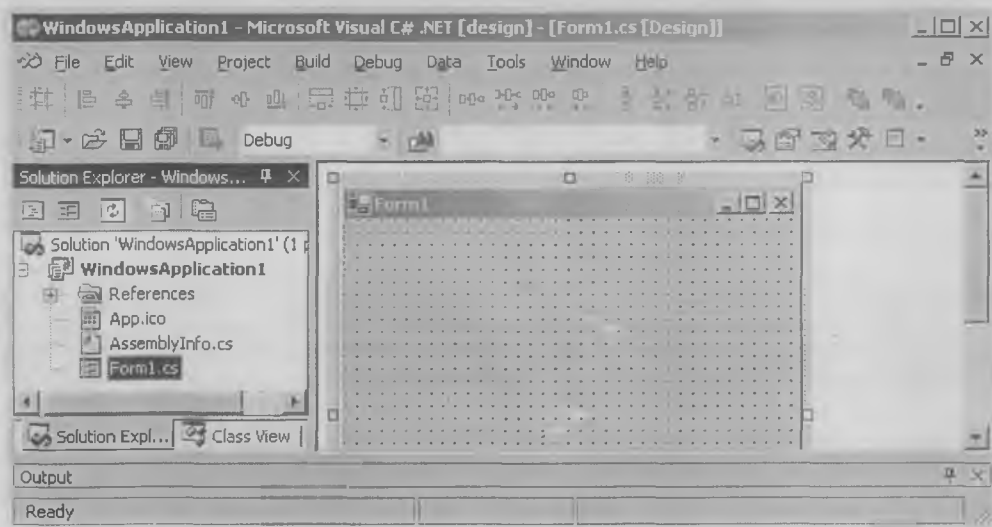 WindowsApplication1 - Microsoft Visual C# .NET [design] - [Form1.cs [Design]]
File Edit View Project Build Debug Data Tools Window Help
Debug
Solution Explorer - Windows...
Form1
Solution 'WindowsApplication1' (1 p
WindowsApplication1
References
App.ico
AssemblyInfo.cs
Form1.cs
Solution Expl... Class View
Output
Ready